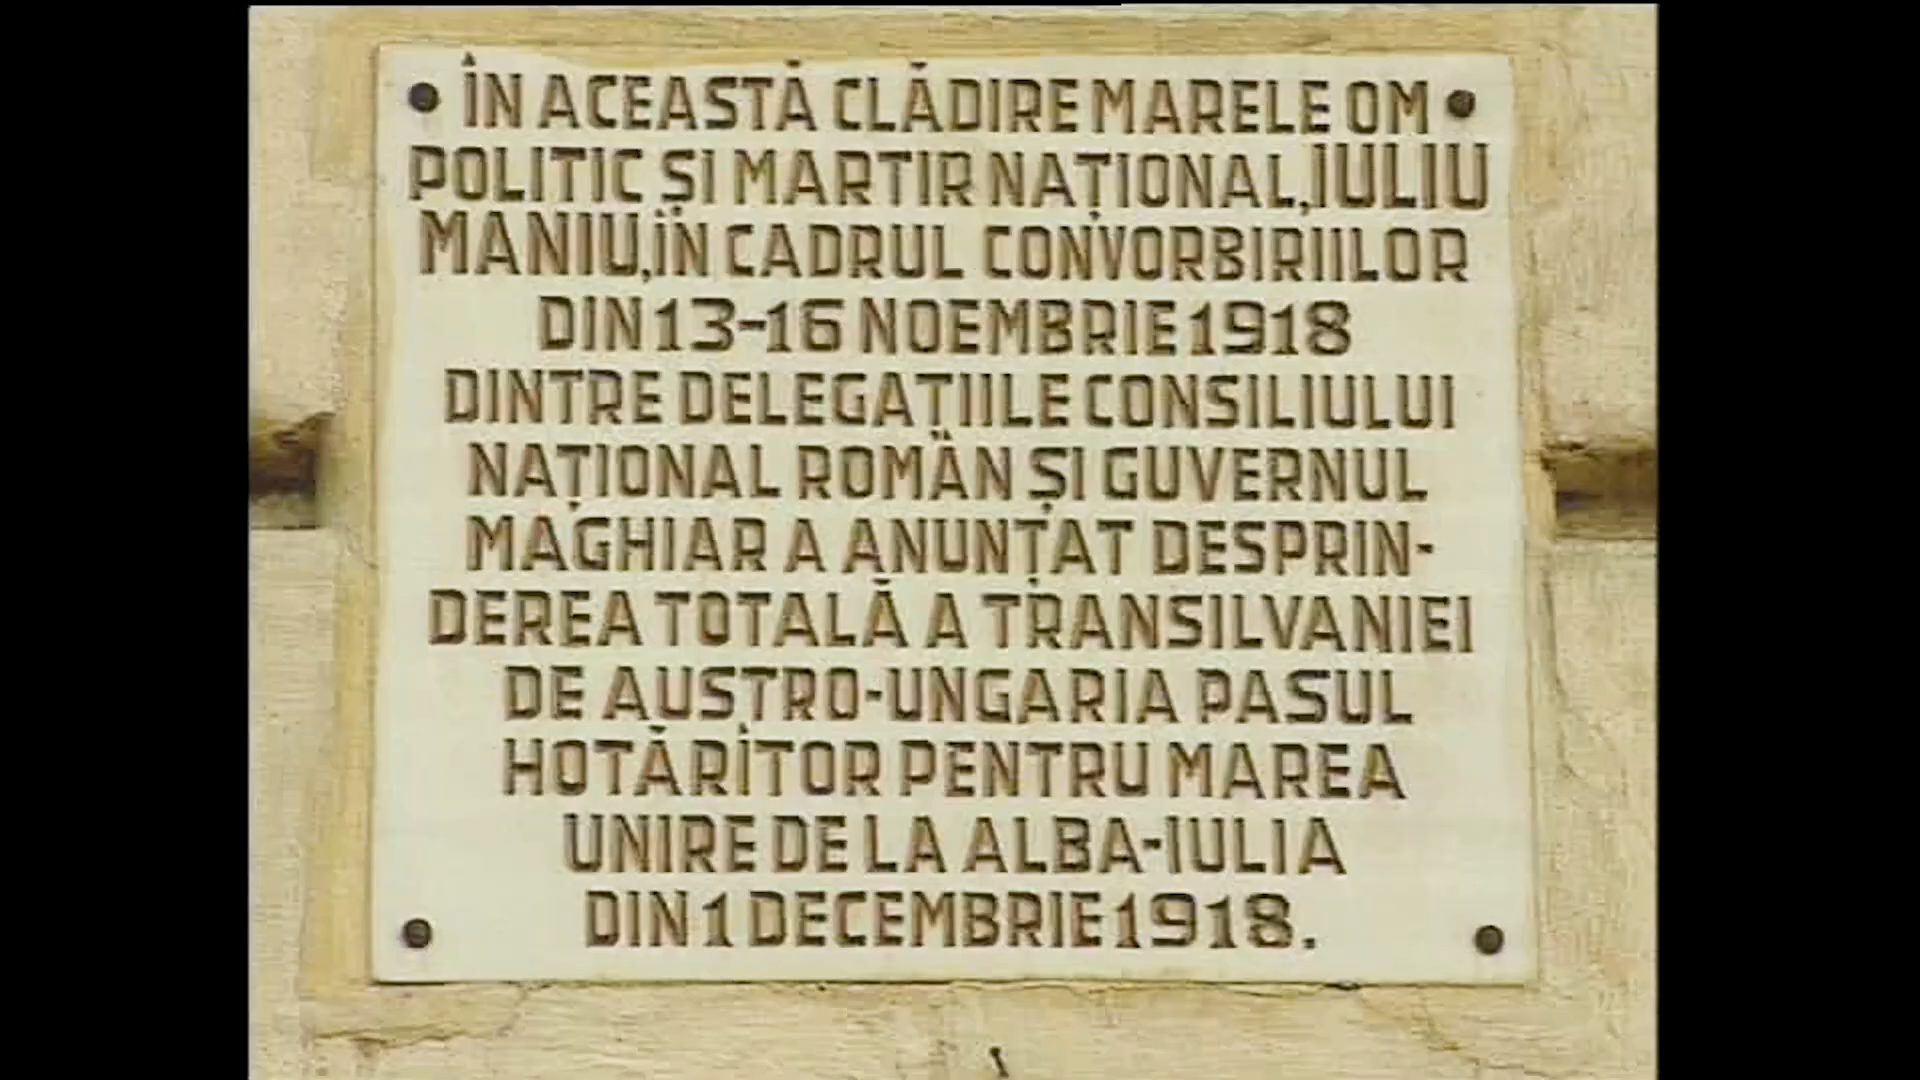 ÎN ACEASTĂ CLĂDIRE MARELE OM
POLITIC ȘI MARTIR NAȚIONAL, IULIU
MANIU, ÎN CADRUL CONVORBIRIILOR
DIN 13-16 NOEMBRIE 1918
DINTRE DELEGAȚIILE CONSILIULUI
NAȚIONAL ROMÂN ȘI GUVERNUL
MAGHIAR A ANUNȚAT DESPRIN-
DEREA TOTALĂ A TRANSILVANIEI
DE AUSTRO-UNGARIA PASUL
HOTĂRÎTOR PENTRU MAREA
UNIRE DE LA ALBA-IULIA
DIN 1 DECEMBRIE 1918.